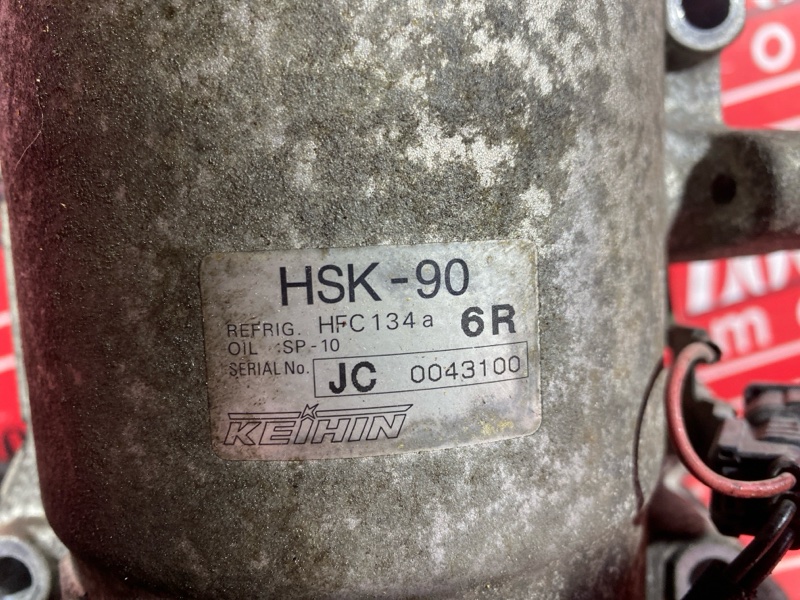 HSK-90
REFRIG. HFC134a 6R
OIL SP-10
SERIAL No. JC 0043100
KEIHIN